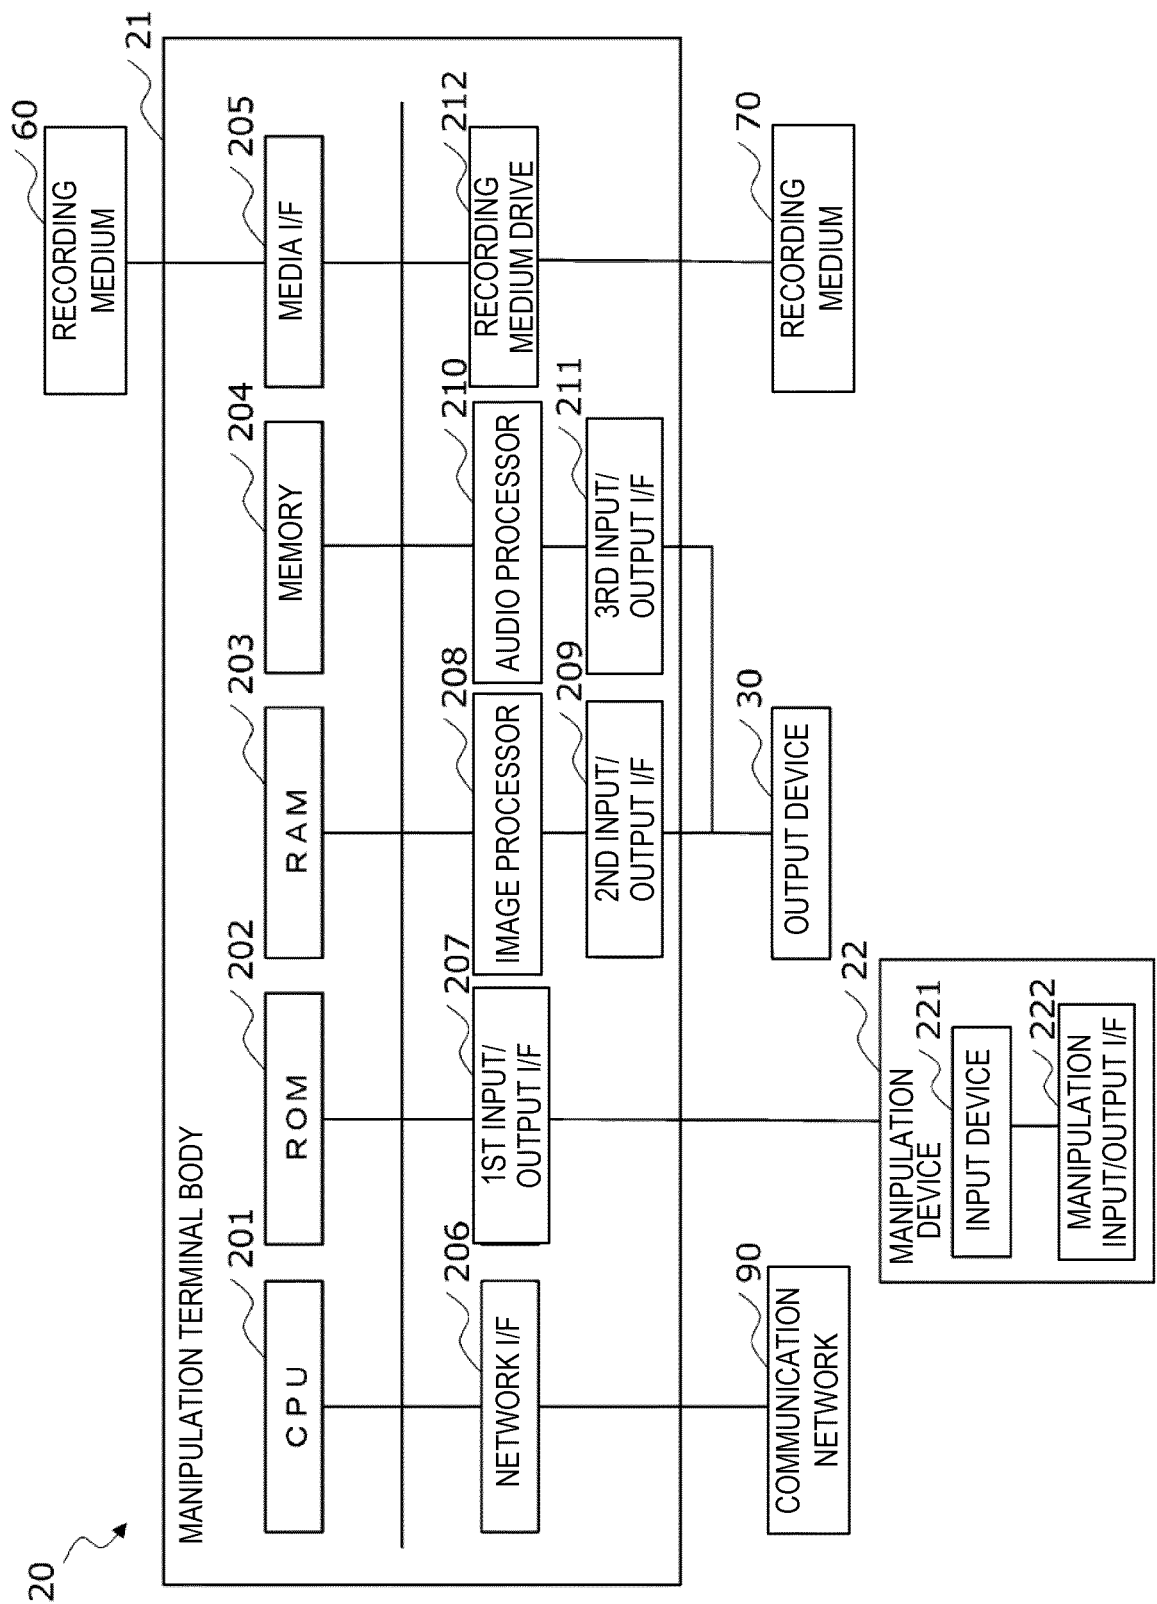 20
60
RECORDING
MEDIUM
21
MANIPULATION TERMINAL BODY
201
CPU
202
ROM
203
RAM
204
MEMORY
205
MEDIA I/F
206
NETWORK I/F
207
1ST INPUT/
OUTPUT I/F
208
IMAGE PROCESSOR
210
AUDIO PROCESSOR
212
RECORDING
MEDIUM DRIVE
209
2ND INPUT/
OUTPUT I/F
211
3RD INPUT/
OUTPUT I/F
90
COMMUNICATION
NETWORK
30
OUTPUT DEVICE
70
RECORDING
MEDIUM
22
MANIPULATION
DEVICE
221
INPUT DEVICE
222
MANIPULATION
INPUT/OUTPUT I/F